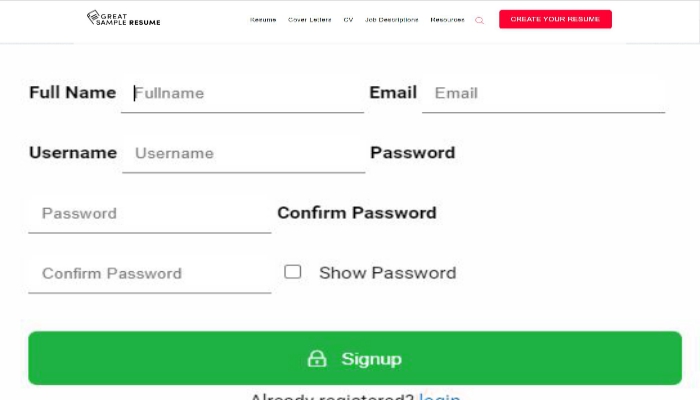 GREAT
SAMPLE RESUME
Resume Cover Letters CV Job Descriptions Resources CREATE YOUR RESUME
Full Name Fullname Email Email
Username Username Password
Password Confirm Password
Confirm Password Show Password
Signup
Already registered? login